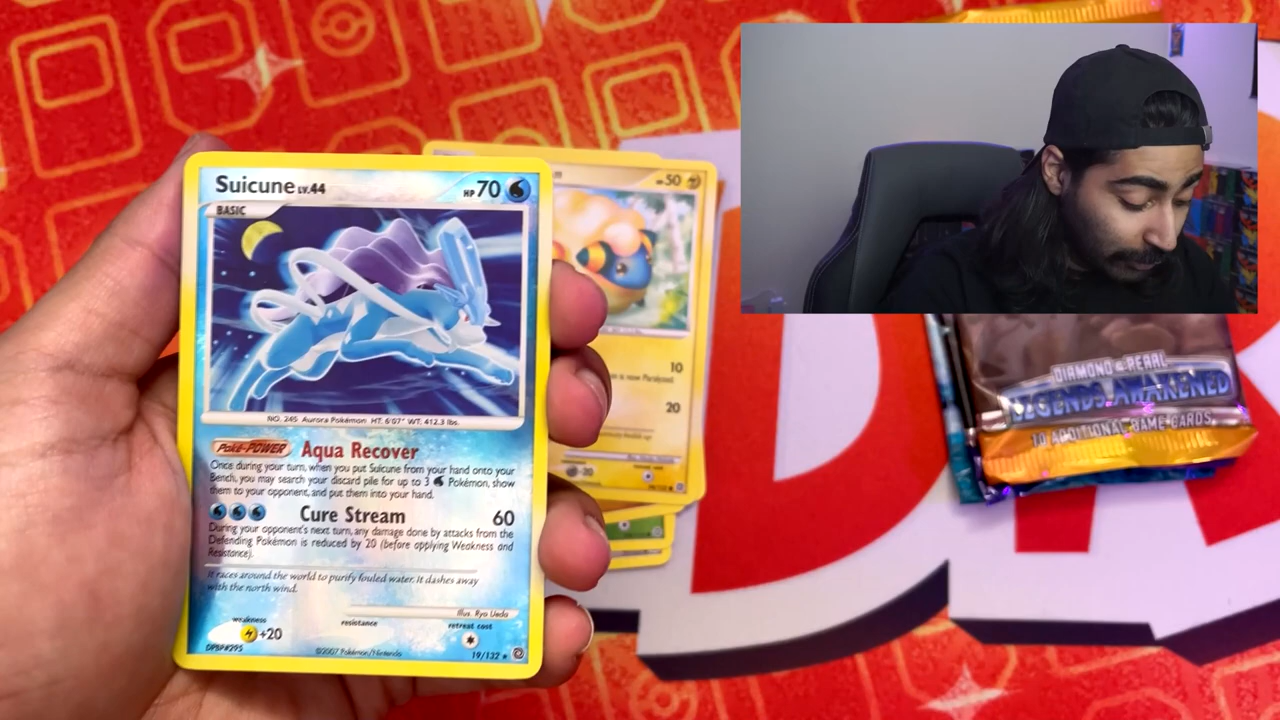 Suicune LV.44
HP 70
BASIC
NO. 245 Aurora Pokémon HT. 6'07" WT. 412.3 lbs.
Poké-POWER Aqua Recover
Once during your turn, when you put Suicune from your hand onto your
Bench, you may search your discard pile for up to 3 Pokémon, show
them to your opponent, and put them into your hand.
Cure Stream 60
During your opponent's next turn, any damage done by attacks from the
Defending Pokémon is reduced by 20 (before applying Weakness and
Resistance).
It races around the world to purify fouled water. It dashes away
with the north wind.
Illus. Ryo Ueda
weakness resistance retreat cost
+20
DPBP#295 ©2007 Pokémon/Nintendo 19/132
HP 50
10
is now Paralyzed.
20
-20
DIAMOND & PEARL
LEGENDS AWAKENED
10 ADDITIONAL GAME CARDS